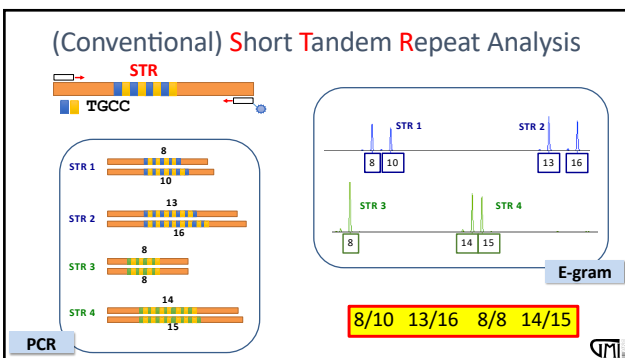 (Conventional) Short Tandem Repeat Analysis
STR
TGCC
8
STR 1
10
13
STR 2
16
8
STR 3
8
14
STR 4
15
PCR
STR 1
STR 2
8 10 13 16
STR 3
STR 4
8 14 15
E-gram
8/10 13/16 8/8 14/15
GMI